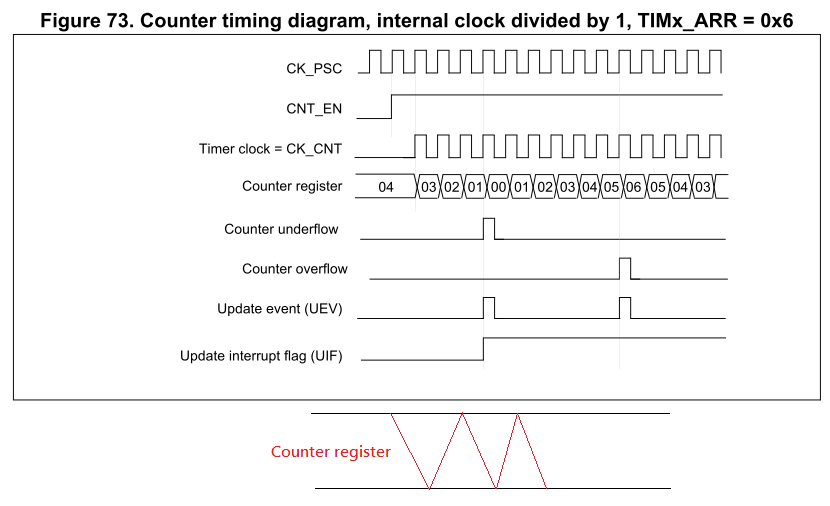 Figure 73. Counter timing diagram, internal clock divided by 1, TIMx_ARR = 0x6
CK_PSC
CNT_EN
Timer clock = CK_CNT
Counter register 04 03 02 01 00 01 02 03 04 05 06 05 04 03
Counter underflow
Counter overflow
Update event (UEV)
Update interrupt flag (UIF)
Counter register